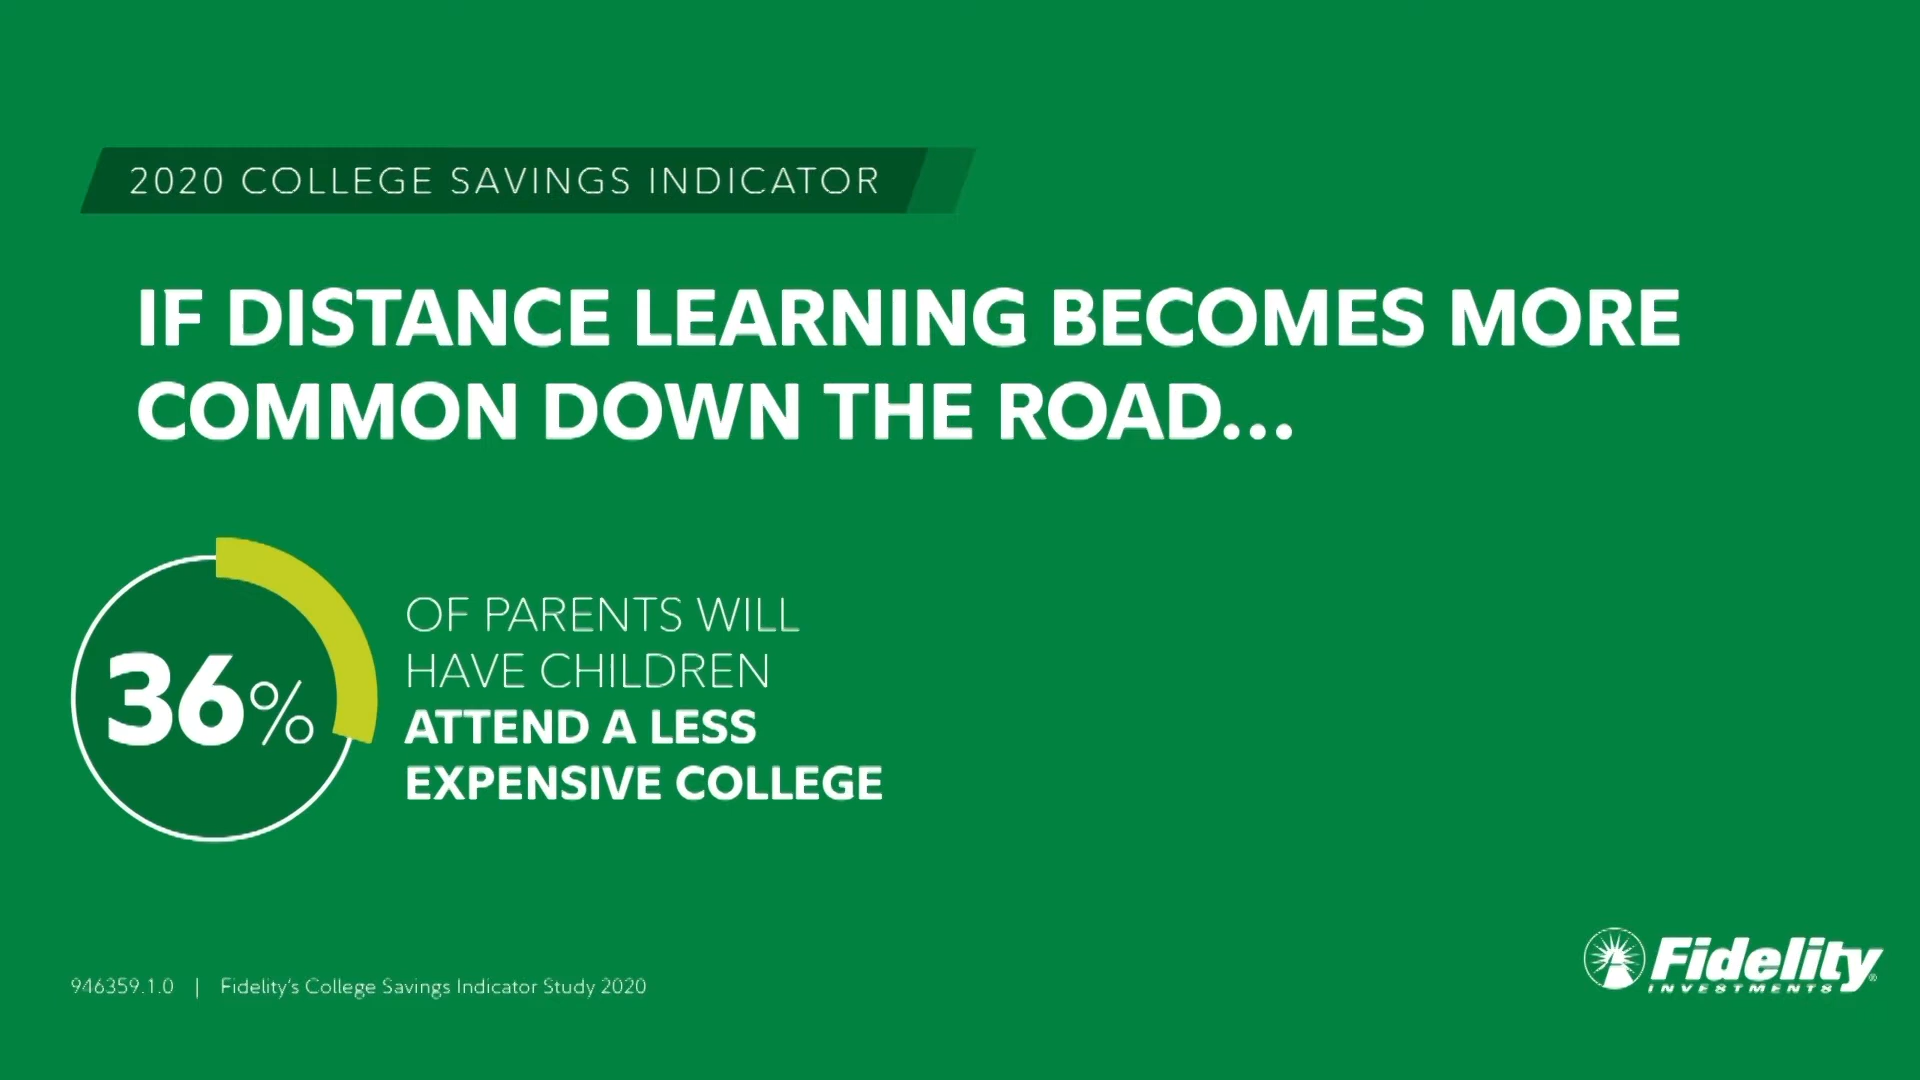 2020 COLLEGE SAVINGS INDICATOR
IF DISTANCE LEARNING BECOMES MORE
COMMON DOWN THE ROAD...
36%
OF PARENTS WILL
HAVE CHILDREN
ATTEND A LESS
EXPENSIVE COLLEGE
946359.1.0 | Fidelity's College Savings Indicator Study 2020
Fidelity®
INVESTMENTS